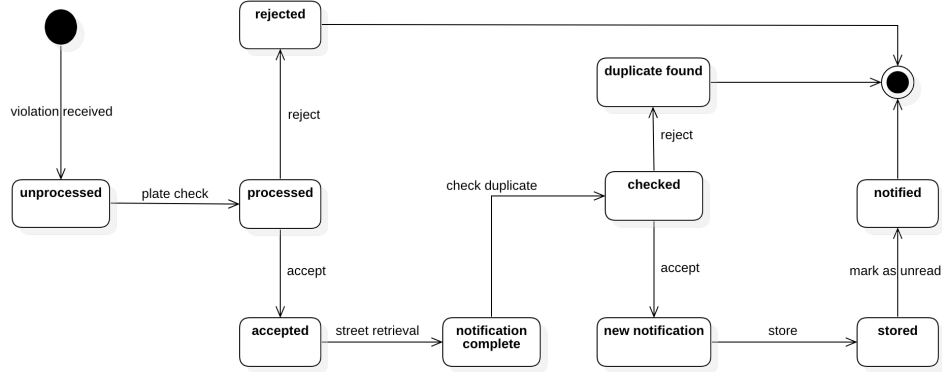 rejected
duplicate found
violation received
reject
reject
unprocessed
plate check
processed
check duplicate
checked
notified
accept
accept
mark as unread
accepted
street retrieval
notification
complete
new notification
store
stored